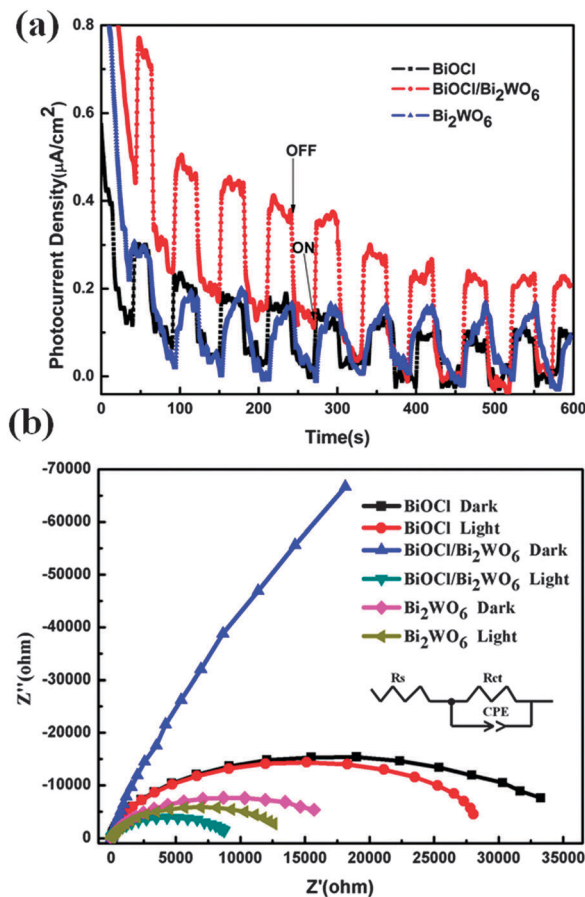 (a)
0.8
0.6
0.4
0.2
0.0
Photocurrent Density(μA/cm²)
BiOCl
BiOCl/Bi₂WO₆
Bi₂WO₆
OFF
ON
0 100 200 300 400 500 600
Time(s)
(b)
-70000
-60000
-50000
-40000
-30000
-20000
-10000
0
Z''(ohm)
BiOCl Dark
BiOCl Light
BiOCl/Bi₂WO₆ Dark
BiOCl/Bi₂WO₆ Light
Bi₂WO₆ Dark
Bi₂WO₆ Light
Rs Rct
CPE
0 5000 10000 15000 20000 25000 30000 35000
Z'(ohm)